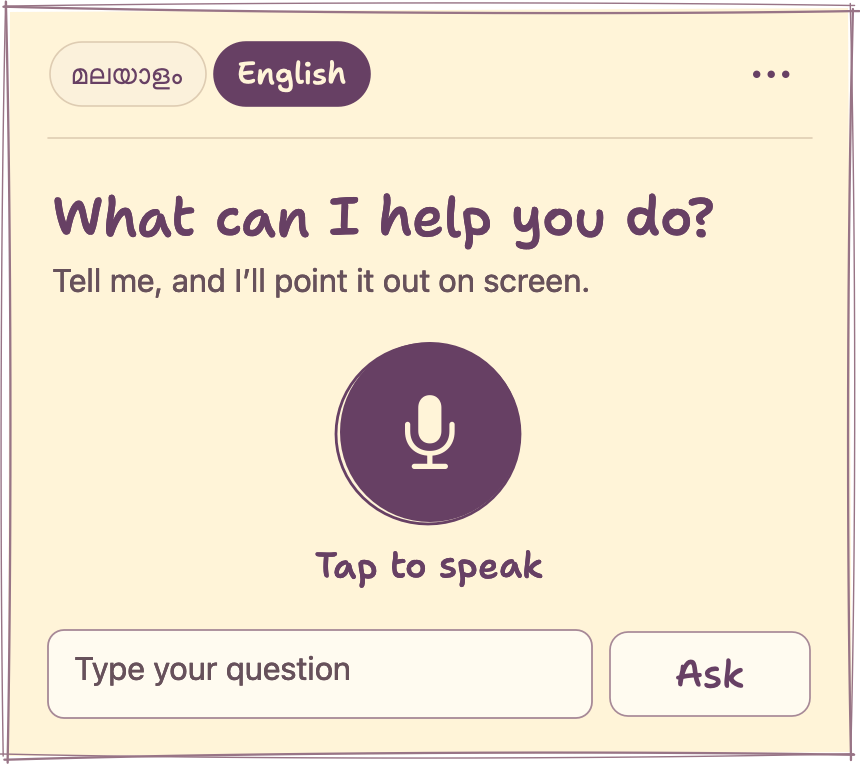 മലയാളം English
What can I help you do?
Tell me, and I’ll point it out on screen.
Tap to speak
Type your question Ask